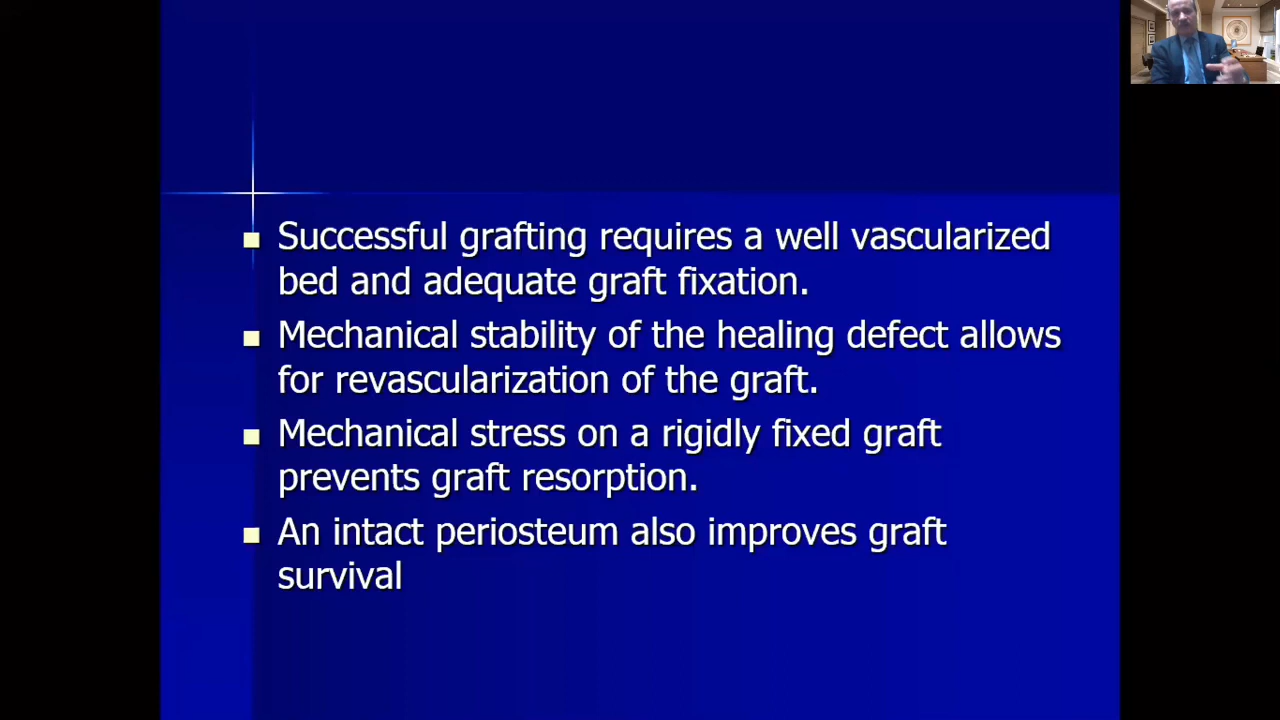 Successful grafting requires a well vascularized
bed and adequate graft fixation.
Mechanical stability of the healing defect allows
for revascularization of the graft.
Mechanical stress on a rigidly fixed graft
prevents graft resorption.
An intact periosteum also improves graft
survival